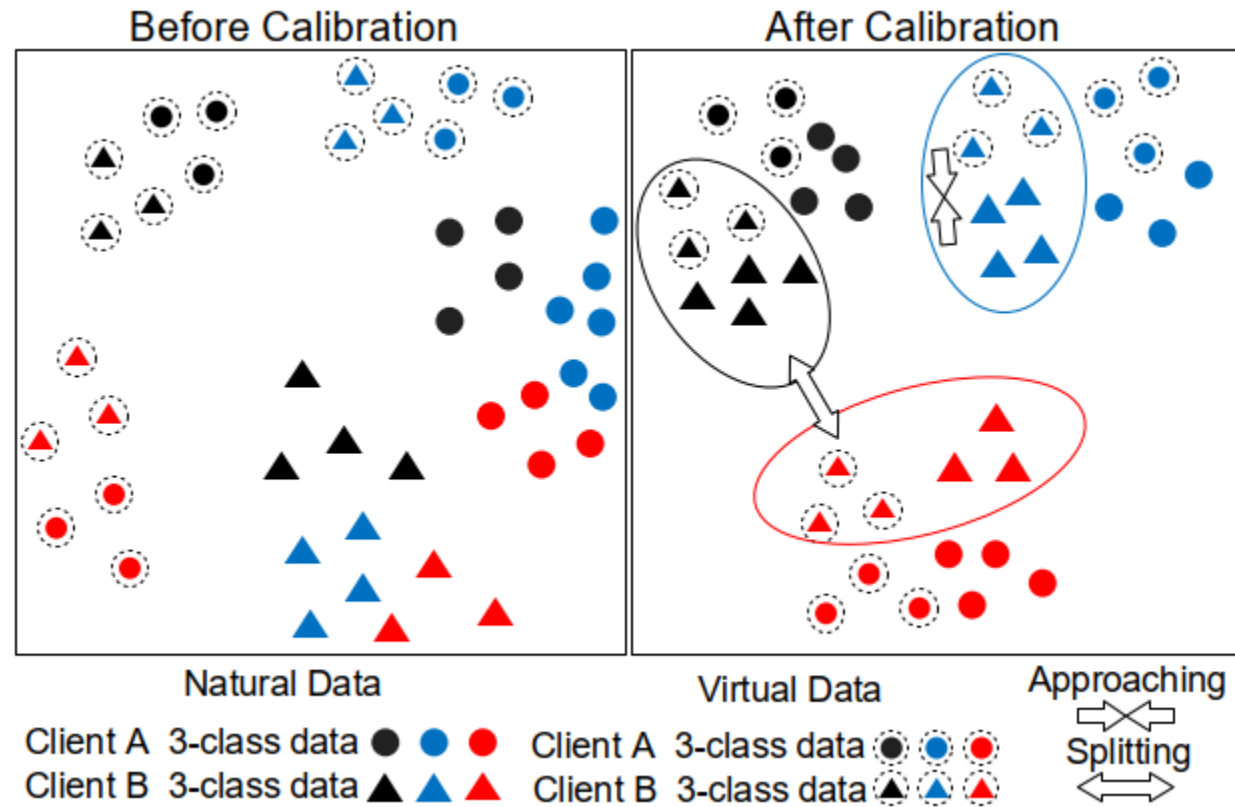 Before Calibration
After Calibration
Natural Data
Virtual Data
Approaching
Client A 3-class data
Client A 3-class data
Splitting
Client B 3-class data
Client B 3-class data